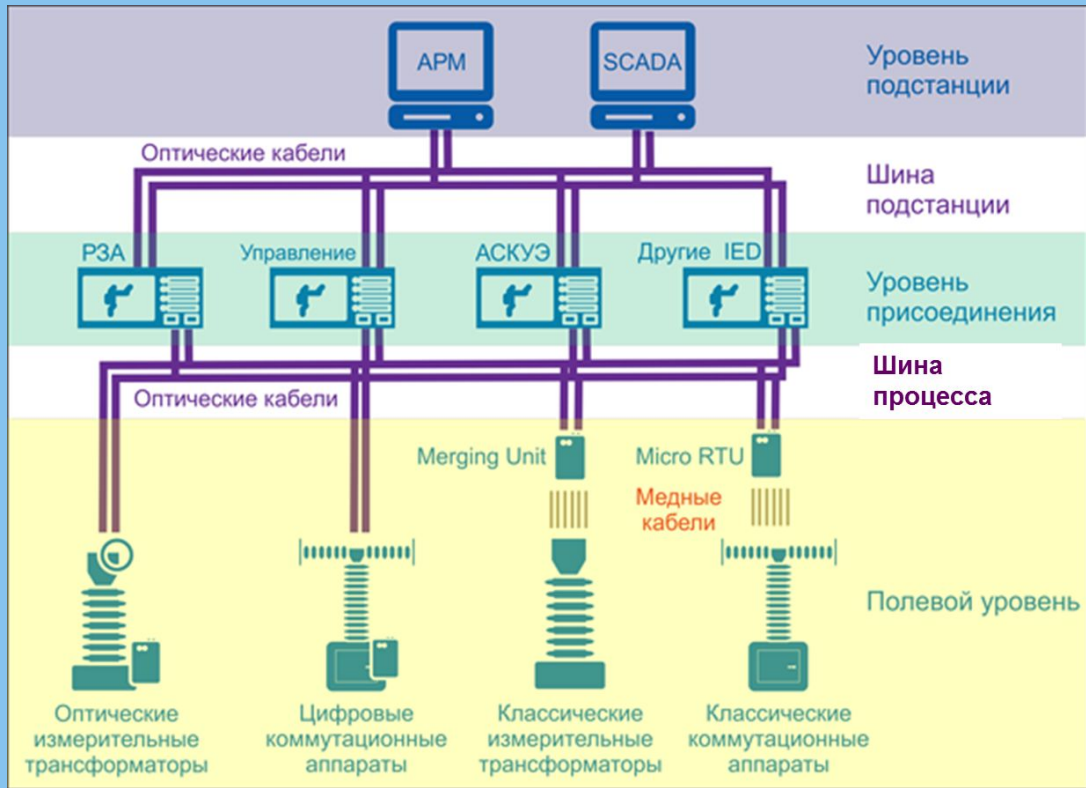 АРМ
SCADA
Уровень
подстанции
Оптические кабели
Шина
подстанции
РЗА
Управление
АСКУЭ
Другие IED
Уровень
присоединения
Шина
процесса
Оптические кабели
Merging Unit
Micro RTU
Медные
кабели
Полевой уровень
Оптические
измерительные
трансформаторы
Цифровые
коммутационные
аппараты
Классические
измерительные
трансформаторы
Классические
коммутационные
аппараты